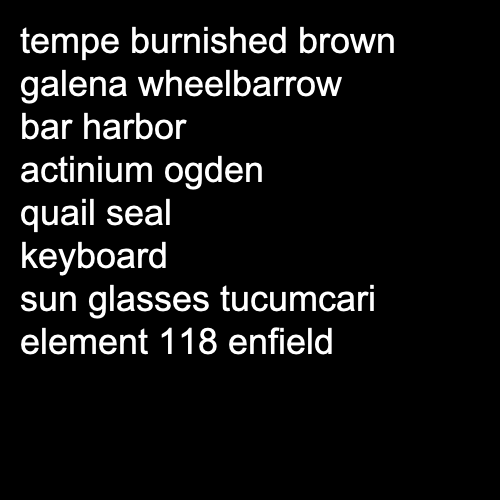 tempe burnished brown
galena wheelbarrow
bar harbor
actinium ogden
quail seal
keyboard
sun glasses tucumcari
element 118 enfield